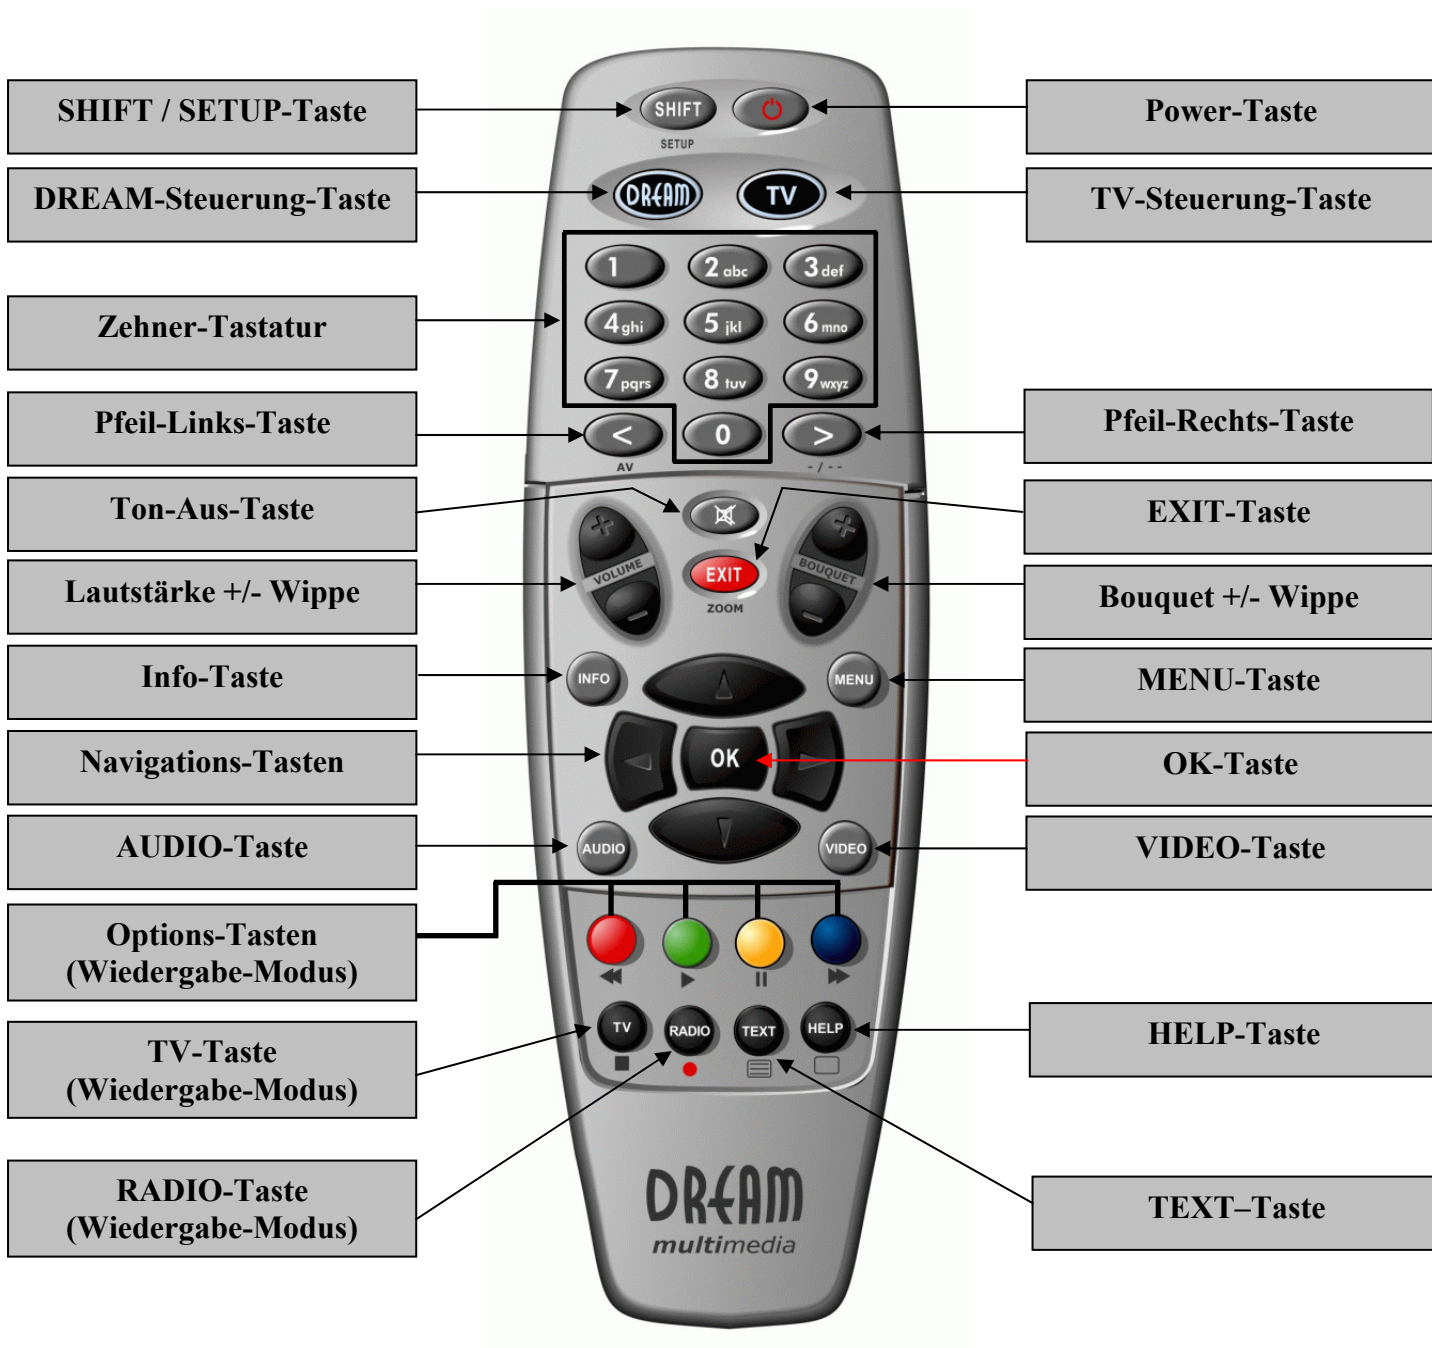 SHIFT / SETUP-Taste
DREAM-Steuerung-Taste
Zehner-Tastatur
Pfeil-Links-Taste
Ton-Aus-Taste
Lautstärke +/- Wippe
Info-Taste
Navigations-Tasten
AUDIO-Taste
Options-Tasten
(Wiedergabe-Modus)
TV-Taste
(Wiedergabe-Modus)
RADIO-Taste
(Wiedergabe-Modus)
SHIFT
SETUP
DREAM TV
1 2 abc 3 def
4 ghi 5 jkl 6 mno
7 pqrs 8 tuv 9 wxyz
< 0 >
AV - / - -
+ +
VOLUME EXIT BOUQUET
- -
ZOOM
INFO MENU
OK
AUDIO VIDEO
TV RADIO TEXT HELP
DREAM
multimedia
Power-Taste
TV-Steuerung-Taste
Pfeil-Rechts-Taste
EXIT-Taste
Bouquet +/- Wippe
MENU-Taste
OK-Taste
VIDEO-Taste
HELP-Taste
TEXT–Taste